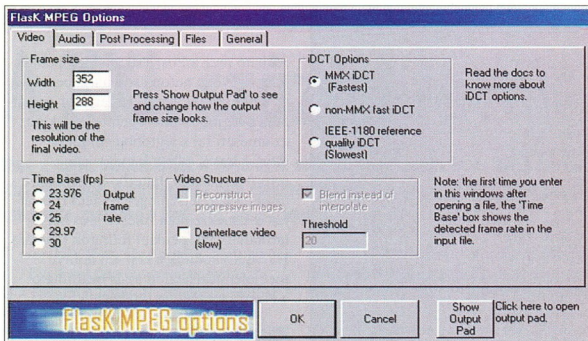 FlasK MPEG Options
Video
Audio
Post Processing
Files
General
Frame size
Width
352
Height
288
Press 'Show Output Pad' to see
and change how the output
frame size looks.
This will be the
resolution of the
final video.
iDCT Options
MMX iDCT
(Fastest)
non-MMX fast iDCT
IEEE-1180 reference
quality iDCT
(Slowest)
Read the docs to
know more about
iDCT options.
Time Base (fps)
23.976
24
25
29.97
30
Output
frame
rate.
Video Structure
Reconstruct
progressive images
Blend instead of
interpolate
Deinterlace video
(slow)
Threshold
20
Note: the first time you enter
in this windows after
opening a file, the 'Time
Base' box shows the
detected frame rate in the
input file.
FlasK MPEG options
OK
Cancel
Show
Output
Pad
Click here to open
output pad.